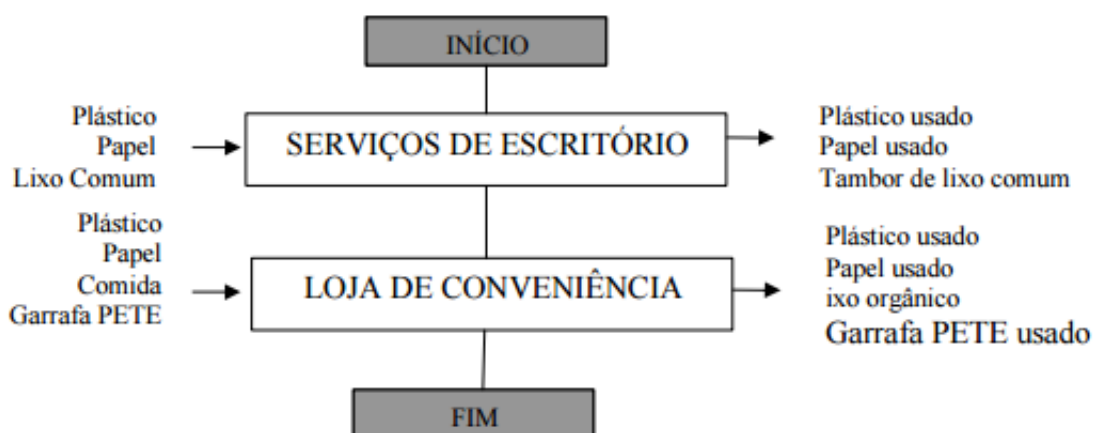 INÍCIO
Plástico
Papel
Lixo Comum
SERVIÇOS DE ESCRITÓRIO
Plástico usado
Papel usado
Tambor de lixo comum
Plástico
Papel
Comida
Garrafa PETE
LOJA DE CONVENIÊNCIA
Plástico usado
Papel usado
ixo orgânico
Garrafa PETE usado
FIM